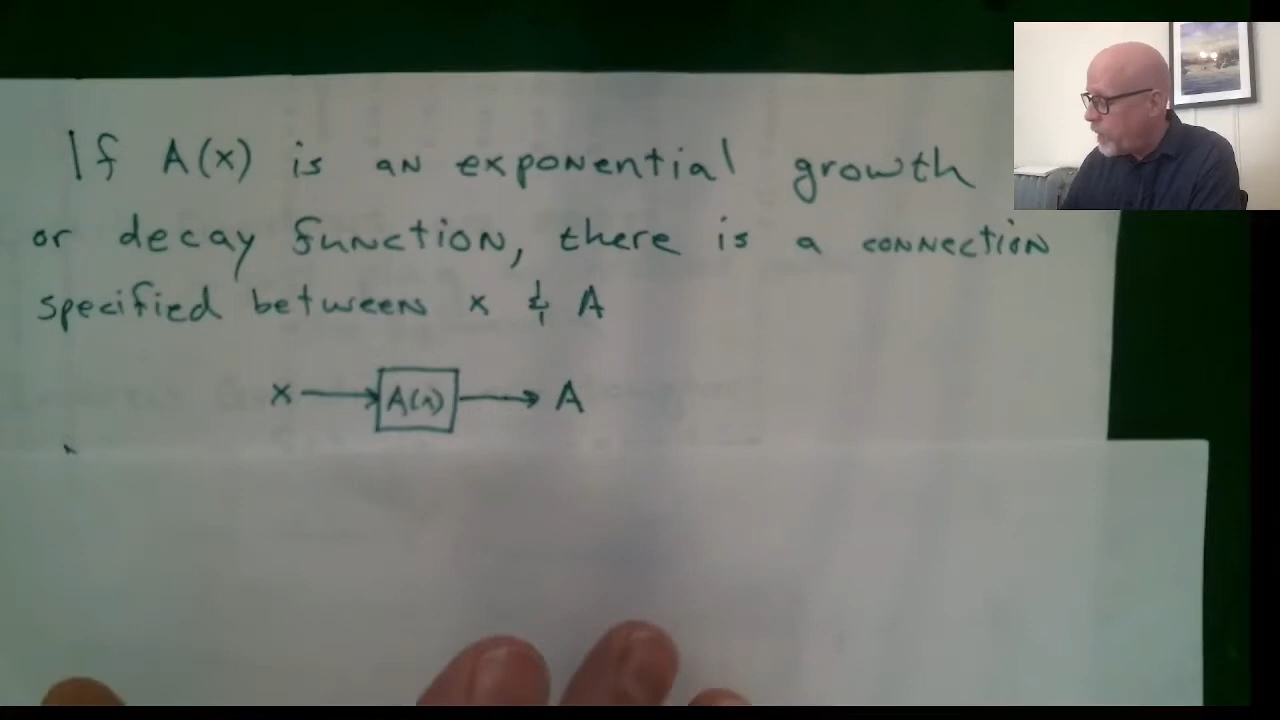 If A(x) is an exponential growth
or decay function, there is a connection
specified between x & A
x → A(x) → A